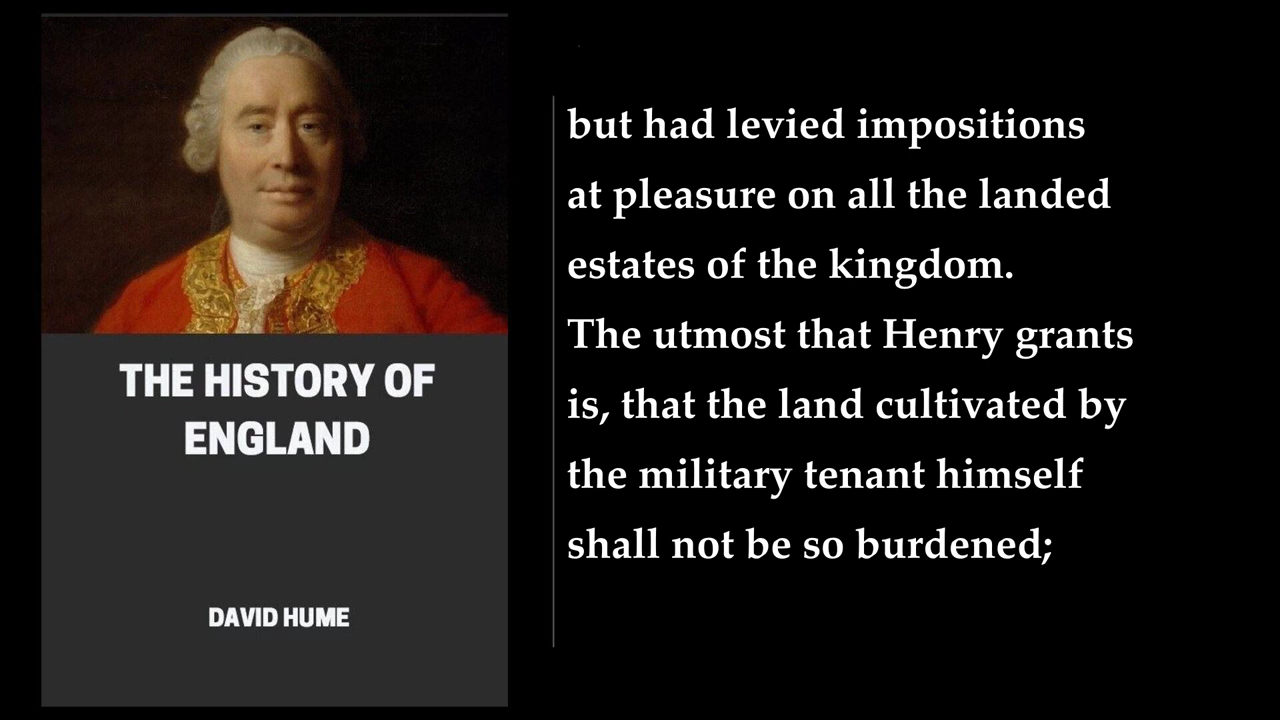 THE HISTORY OF
ENGLAND
DAVID HUME
but had levied impositions
at pleasure on all the landed
estates of the kingdom.
The utmost that Henry grants
is, that the land cultivated by
the military tenant himself
shall not be so burdened;